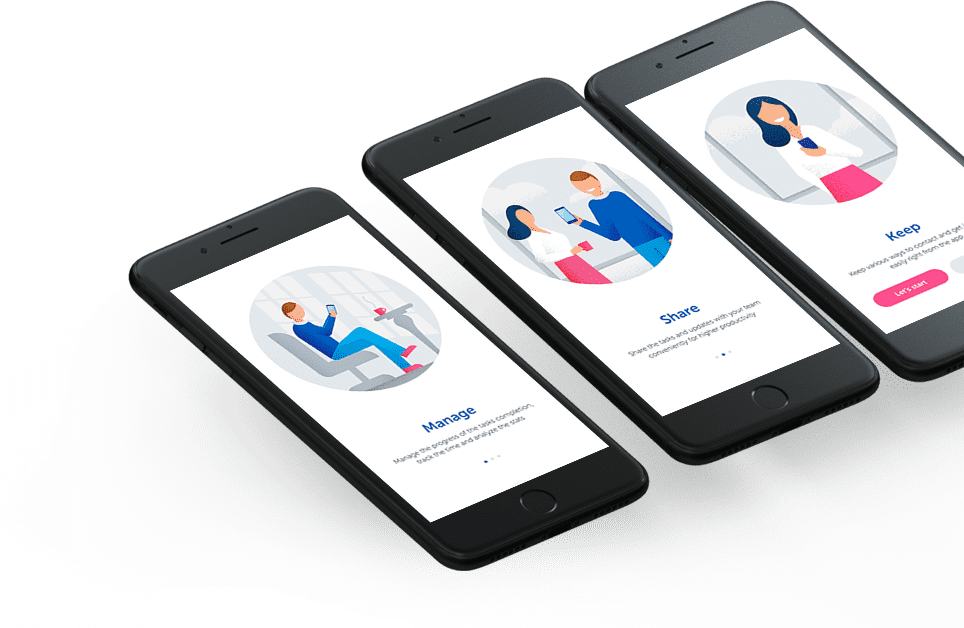 Manage
Manage the progress of the tasks completion,
track the time and analyze the stats
Share
Share the tasks and updates with your team
conveniently for higher productivity
Keep
Keep various ways to contact and get
easily right from the app
Let's start